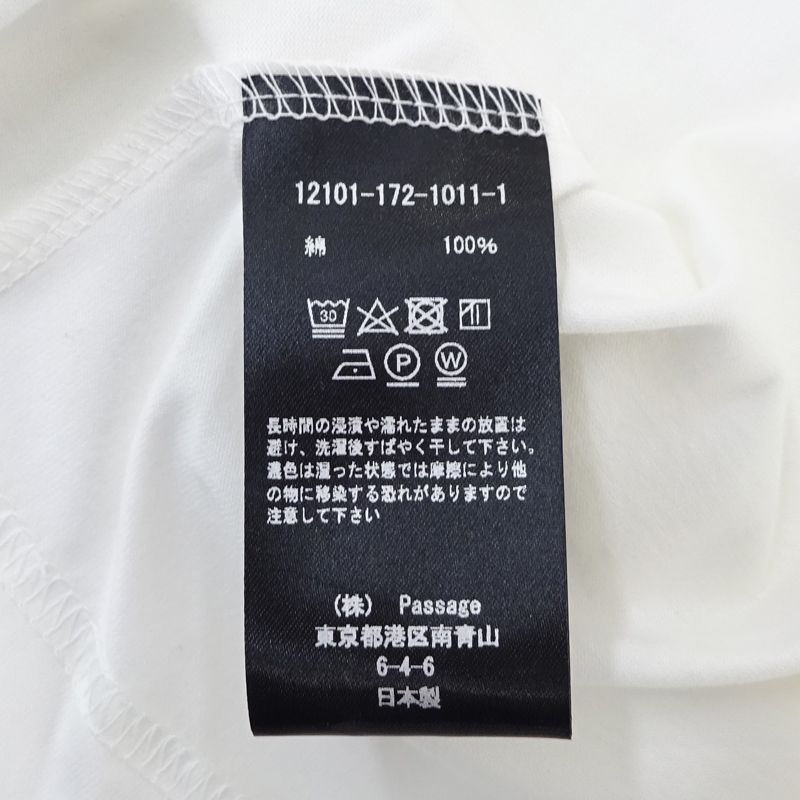 12101-172-1011-1
綿 100%
30
P W
長時間の浸漬や濡れたままの放置は
避け、洗濯後すばやく干して下さい。
濃色は湿った状態では摩擦により他
の物に移染する恐れがありますので
注意して下さい
(株) Passage
東京都港区南青山
6-4-6
日本製